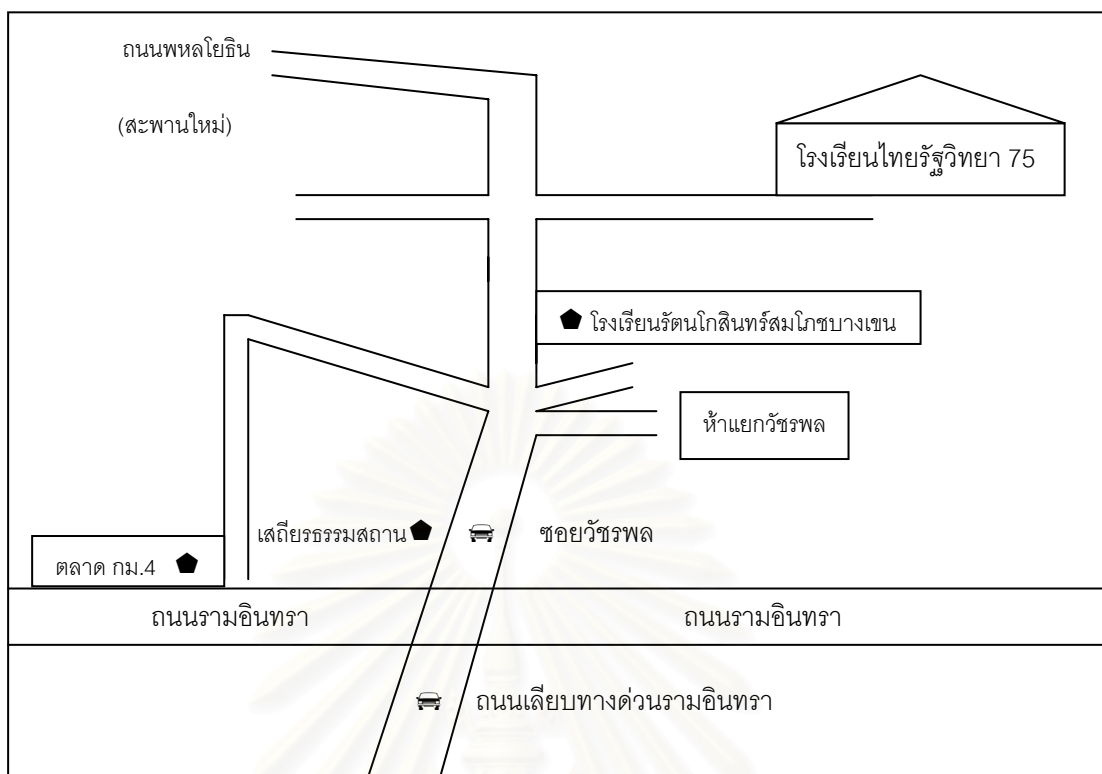 ถนนพหลโยธิน
(สะพานใหม่)
โรงเรียนไทยรัฐวิทยา 75
โรงเรียนรัตนโกสินทร์สมโภชบางเขน
ห้าแยกวัชรพล
เสถียรธรรมสถาน
ซอยวัชรพล
ตลาด กม.4
ถนนรามอินทรา
ถนนรามอินทรา
ถนนเลียบทางด่วนรามอินทรา